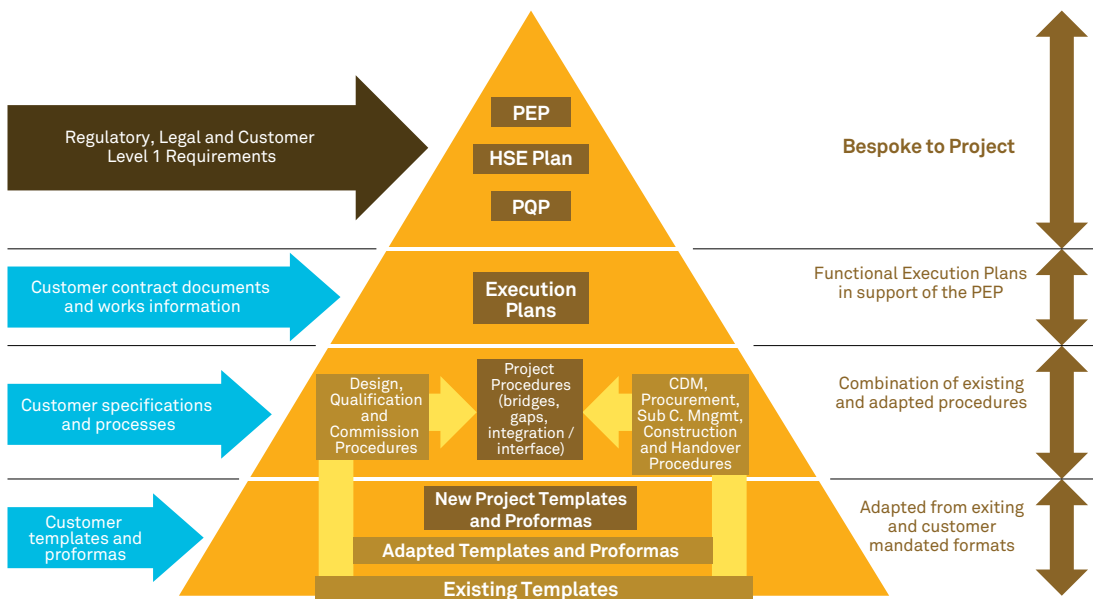 Regulatory, Legal and Customer
Level 1 Requirements
PEP
HSE Plan
PQP
Bespoke to Project
Customer contract documents
and works information
Execution
Plans
Functional Execution Plans
in support of the PEP
Customer specifications
and processes
Design,
Qualification
and
Commission
Procedures
Project
Procedures
(bridges,
gaps,
integration /
interface)
CDM,
Procurement,
Sub C. Mngmt,
Construction
and Handover
Procedures
Combination of existing
and adapted procedures
Customer
templates and
proformas
New Project Templates
and Proformas
Adapted Templates and Proformas
Existing Templates
Adapted from exiting
and customer
mandated formats